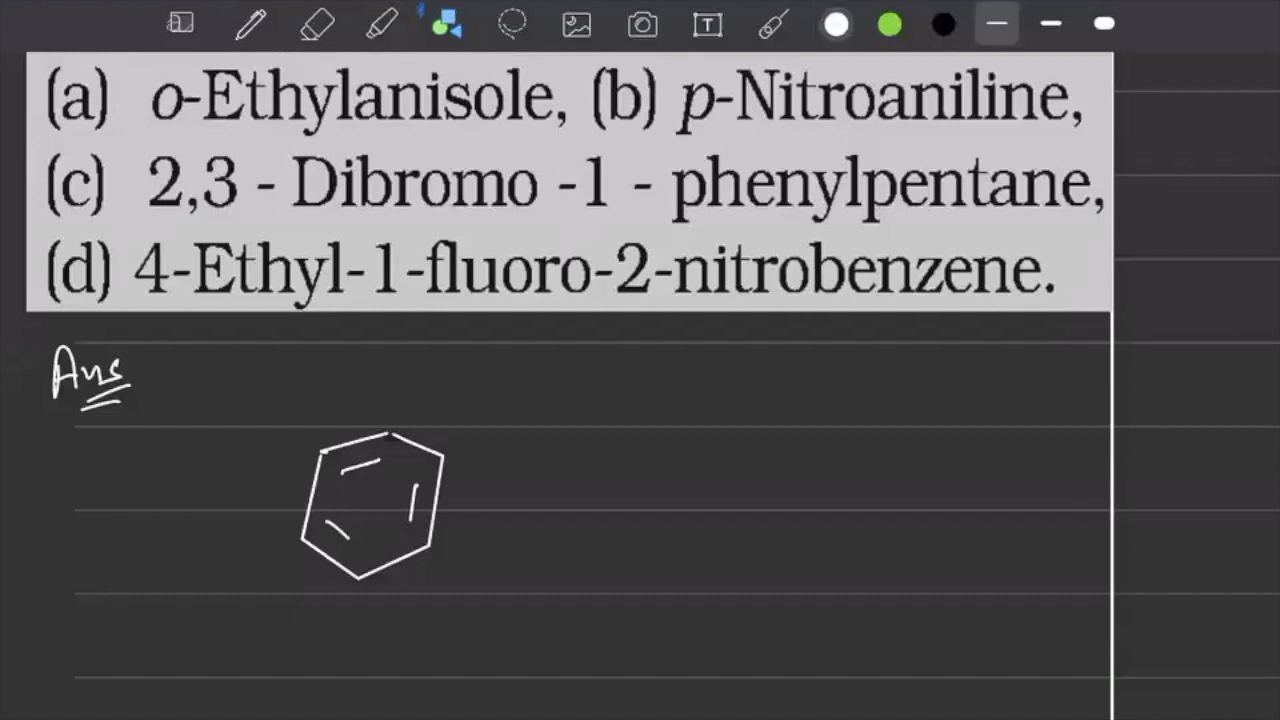 (a) o-Ethylanisole, (b) p-Nitroaniline,
(c) 2,3 - Dibromo -1 - phenylpentane,
(d) 4-Ethyl-1-fluoro-2-nitrobenzene.
Ans